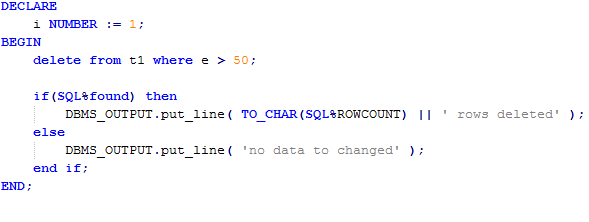 DECLARE
    i NUMBER := 1;
BEGIN
    delete from t1 where e > 50;

    if(SQL%found) then
        DBMS_OUTPUT.put_line( TO_CHAR(SQL%ROWCOUNT) || ' rows deleted' );
    else
        DBMS_OUTPUT.put_line( 'no data to changed' );
    end if;
END;